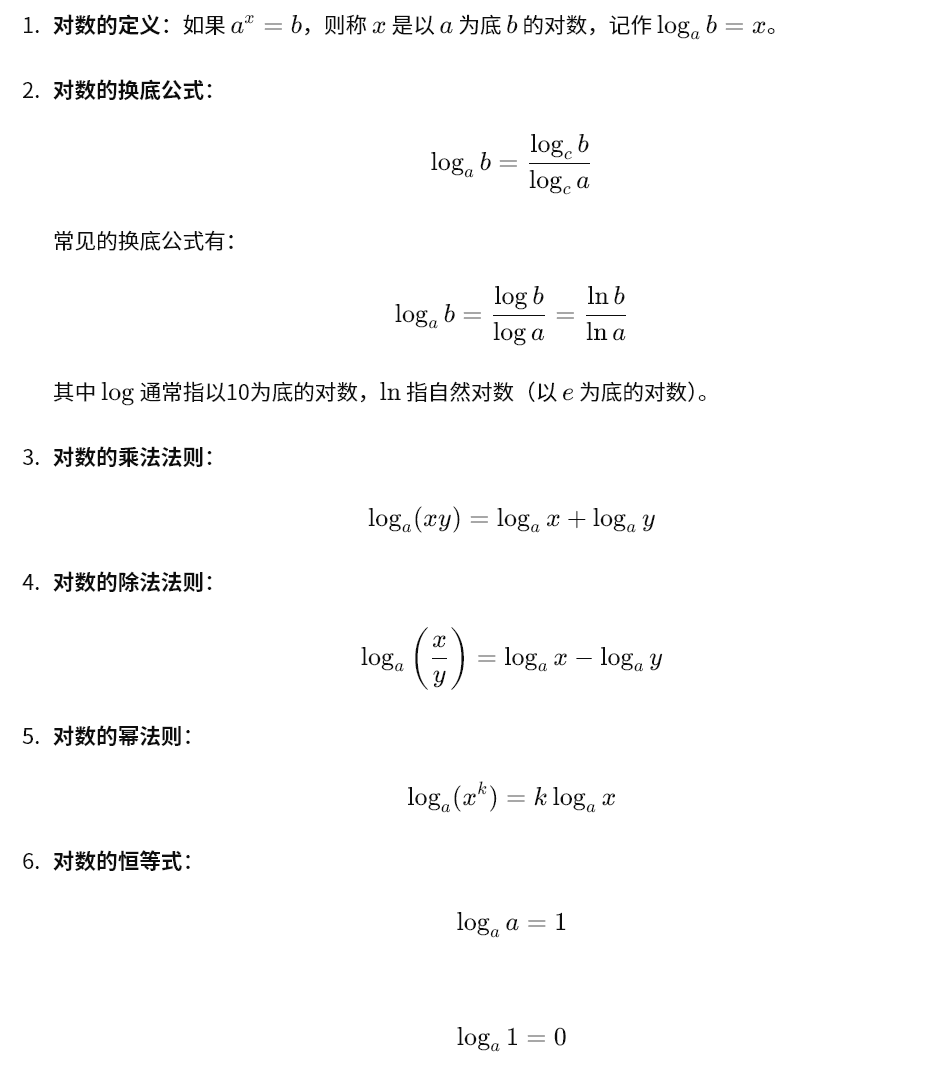 1. 对数的定义：如果 $a^x = b$，则称 $x$ 是以 $a$ 为底 $b$ 的对数，记作 $\log_a b = x$。
2. 对数的换底公式：
$\log_a b = \frac{\log_c b}{\log_c a}$
常见的换底公式有：
$\log_a b = \frac{\log b}{\log a} = \frac{\ln b}{\ln a}$
其中 $\log$ 通常指以10为底的对数，$\ln$ 指自然对数（以 $e$ 为底的对数）。
3. 对数的乘法法则：
$\log_a(xy) = \log_a x + \log_a y$
4. 对数的除法法则：
$\log_a \left(\frac{x}{y}\right) = \log_a x - \log_a y$
5. 对数的幂法则：
$\log_a(x^k) = k \log_a x$
6. 对数的恒等式：
$\log_a a = 1$
$\log_a 1 = 0$